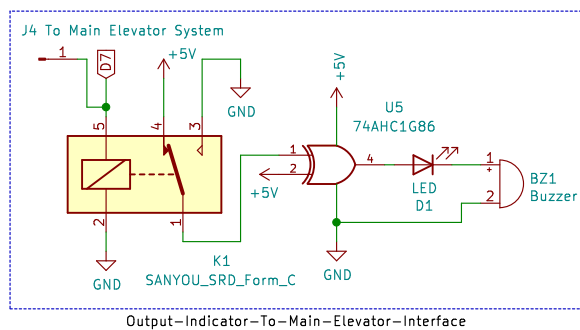 J4 To Main Elevator System
1
D7
+5V
GND
5
4
3
2
1
GND
K1
SANYOU_SRD_Form_C
+5V
U5
74AHC1G86
1
2
4
+5V
GND
LED
D1
1
+
2
BZ1
Buzzer
Output-Indicator-To-Main-Elevator-Interface